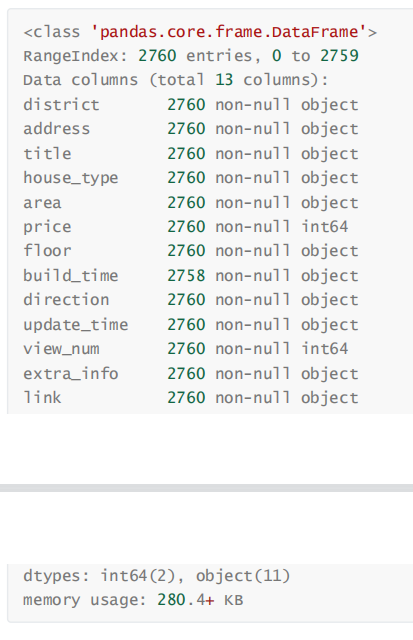 <class 'pandas.core.frame.DataFrame'>
RangeIndex: 2760 entries, 0 to 2759
Data columns (total 13 columns):
district       2760 non-null object
address        2760 non-null object
title          2760 non-null object
house_type     2760 non-null object
area           2760 non-null object
price          2760 non-null int64
floor          2760 non-null object
build_time     2758 non-null object
direction      2760 non-null object
update_time    2760 non-null object
view_num       2760 non-null int64
extra_info     2760 non-null object
link           2760 non-null object
dtypes: int64(2), object(11)
memory usage: 280.4+ KB